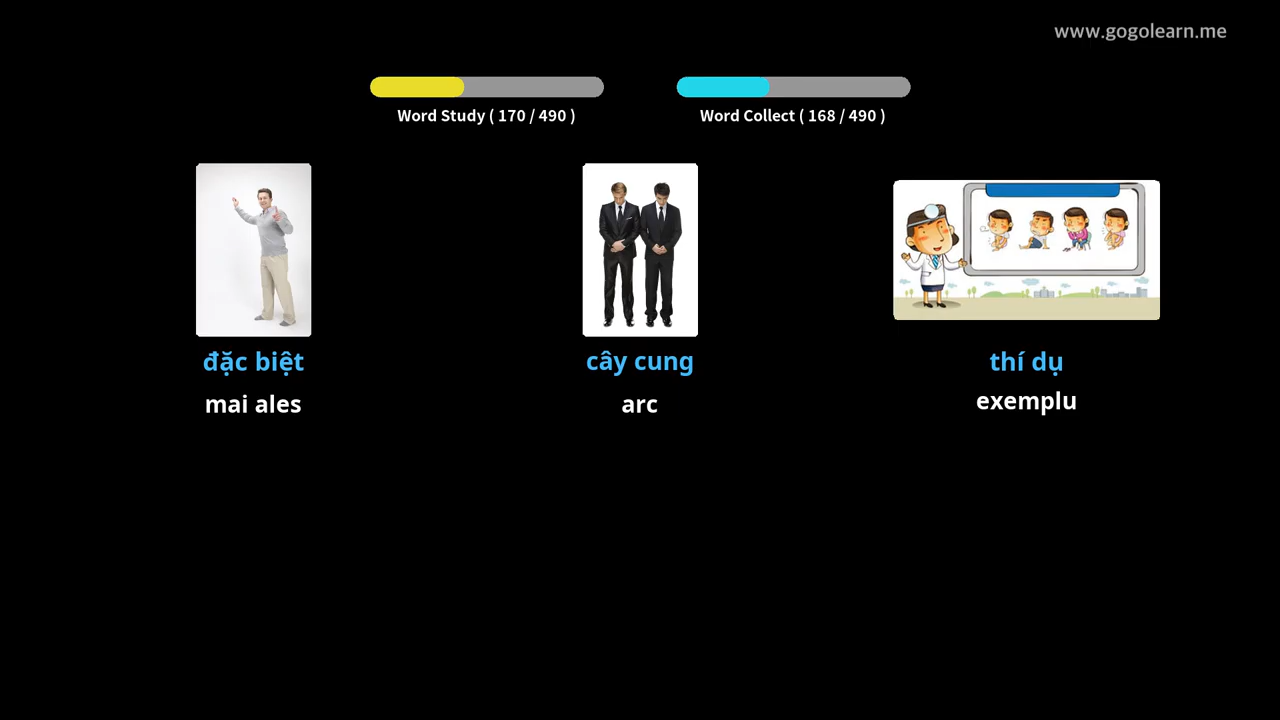 www.gogolearn.me
Word Study ( 170 / 490 )
Word Collect ( 168 / 490 )
đặc biệt
cây cung
thí dụ
mai ales
arc
exemplu